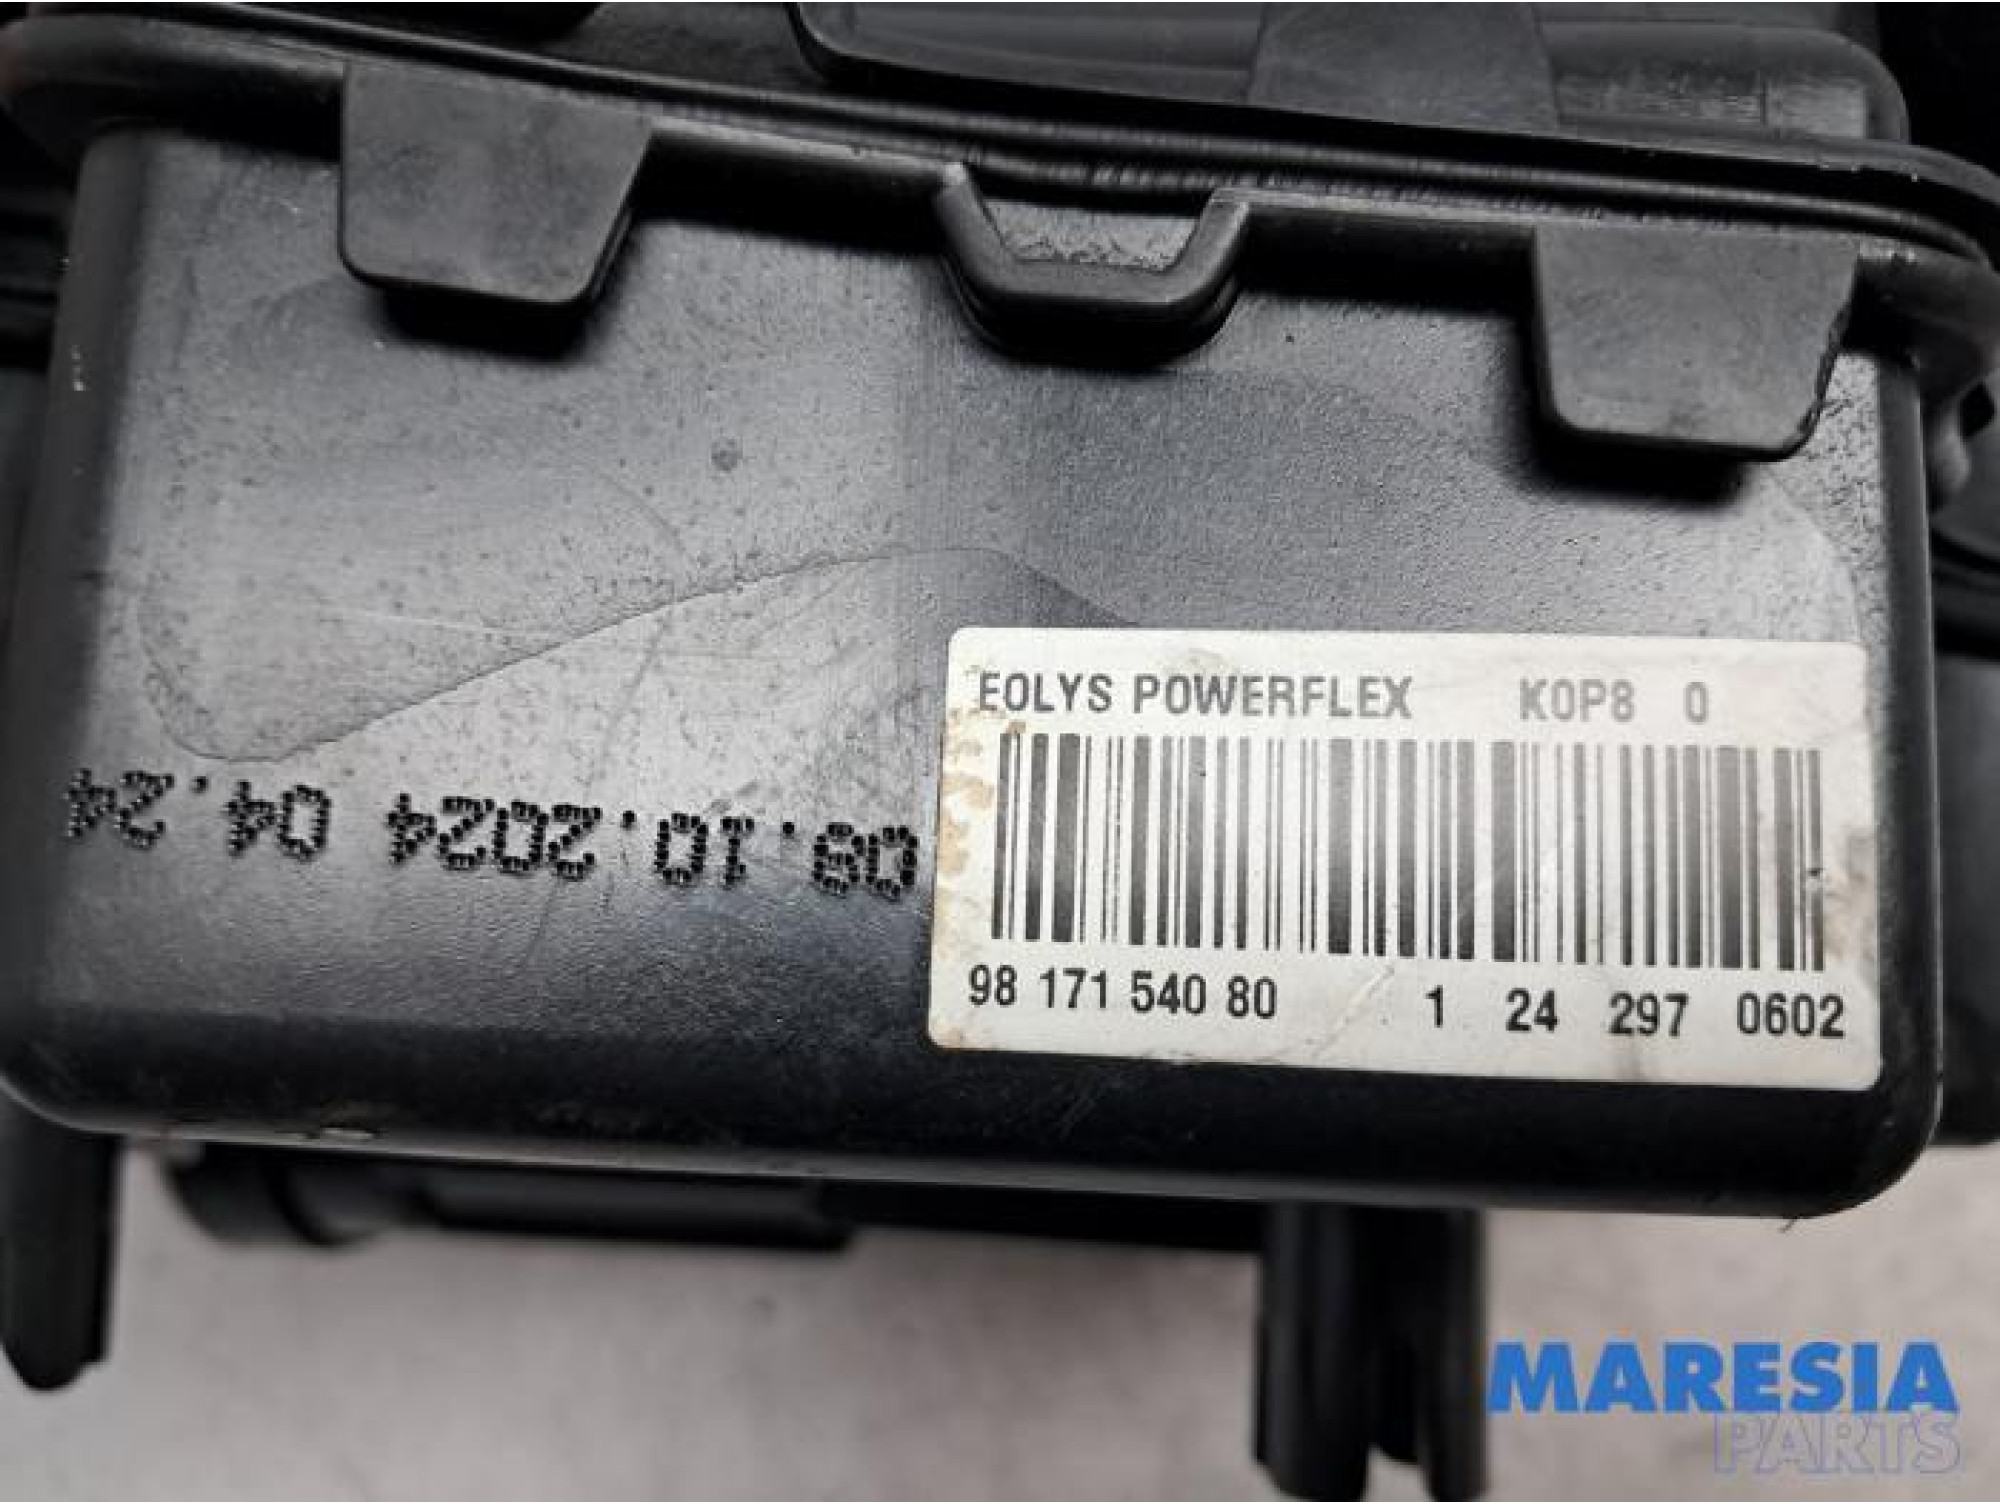 EOLYS POWERFLEX K0P8 0
08.10.2024 04.24
98 171 540 80 1 24 297 0602
MARESIA
PARTS